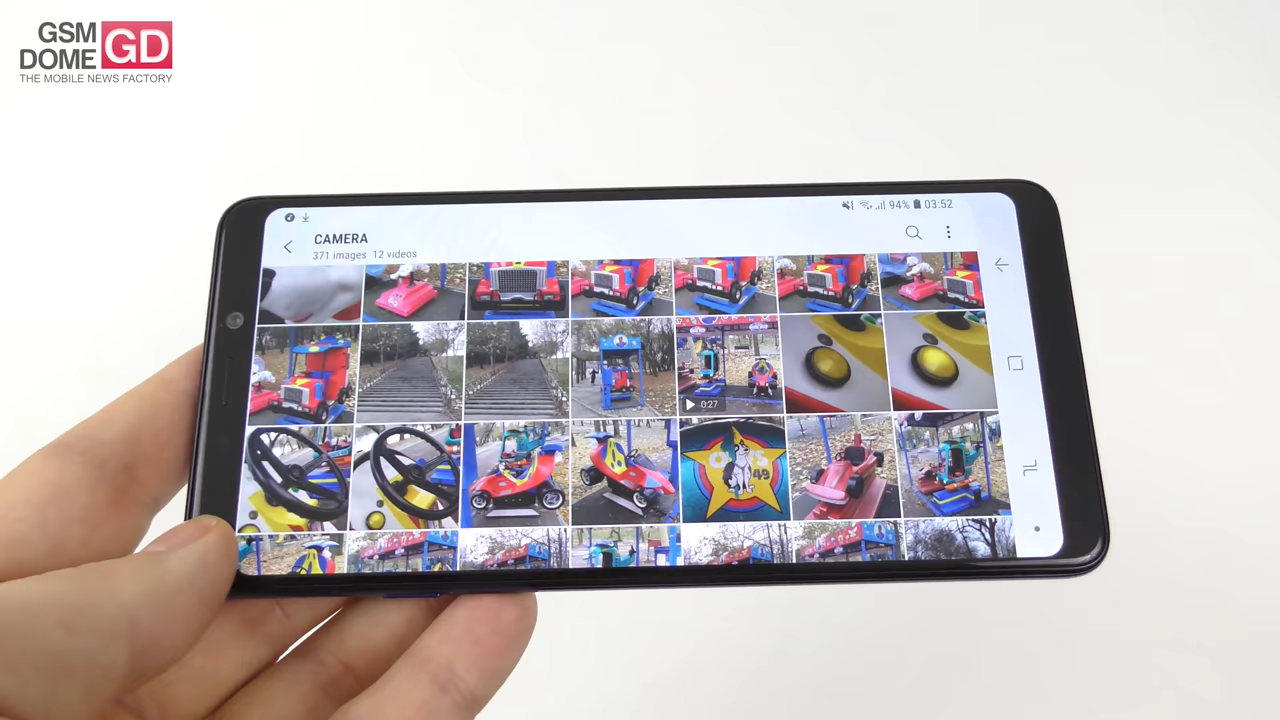 GSM
DOME GD
THE MOBILE NEWS FACTORY
94% 03:52
CAMERA
371 images 12 videos
0:27
49